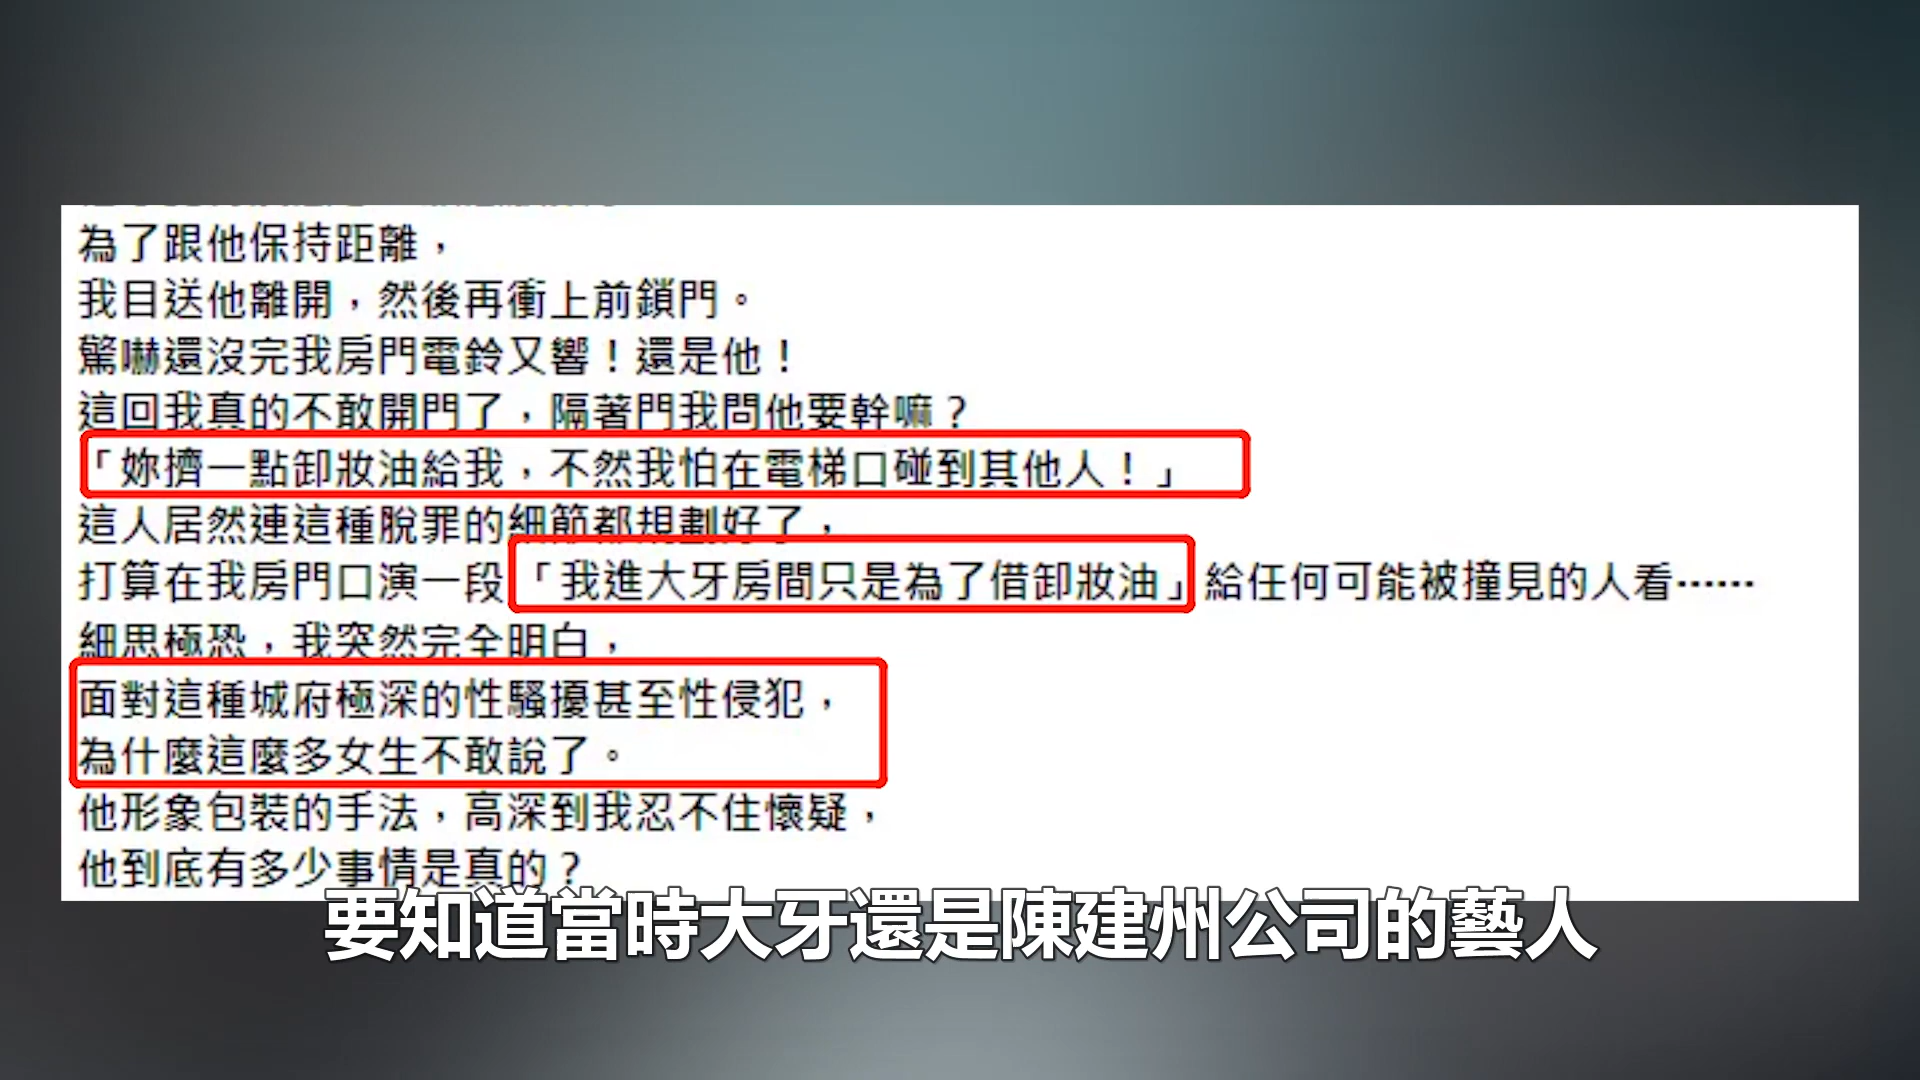 為了跟他保持距離，
我目送他離開，然後再衝上前鎖門。
驚嚇還沒完我房門電鈴又響！還是他！
這回我真的不敢開門了，隔著門我問他要幹嘛？
「妳擠一點卸妝油給我，不然我怕在電梯口碰到其他人！」
這人居然連這種脫罪的細節都規劃好了，
打算在我房門口演一段「我進大牙房間只是為了借卸妝油」給任何可能被撞見的人看……
細思極恐，我突然完全明白，
面對這種城府極深的性騷擾甚至性侵犯，
為什麼這麼多女生不敢說了。
他形象包裝的手法，高深到我忍不住懷疑，
他到底有多少事情是真的？
要知道當時大牙還是陳建州公司的藝人